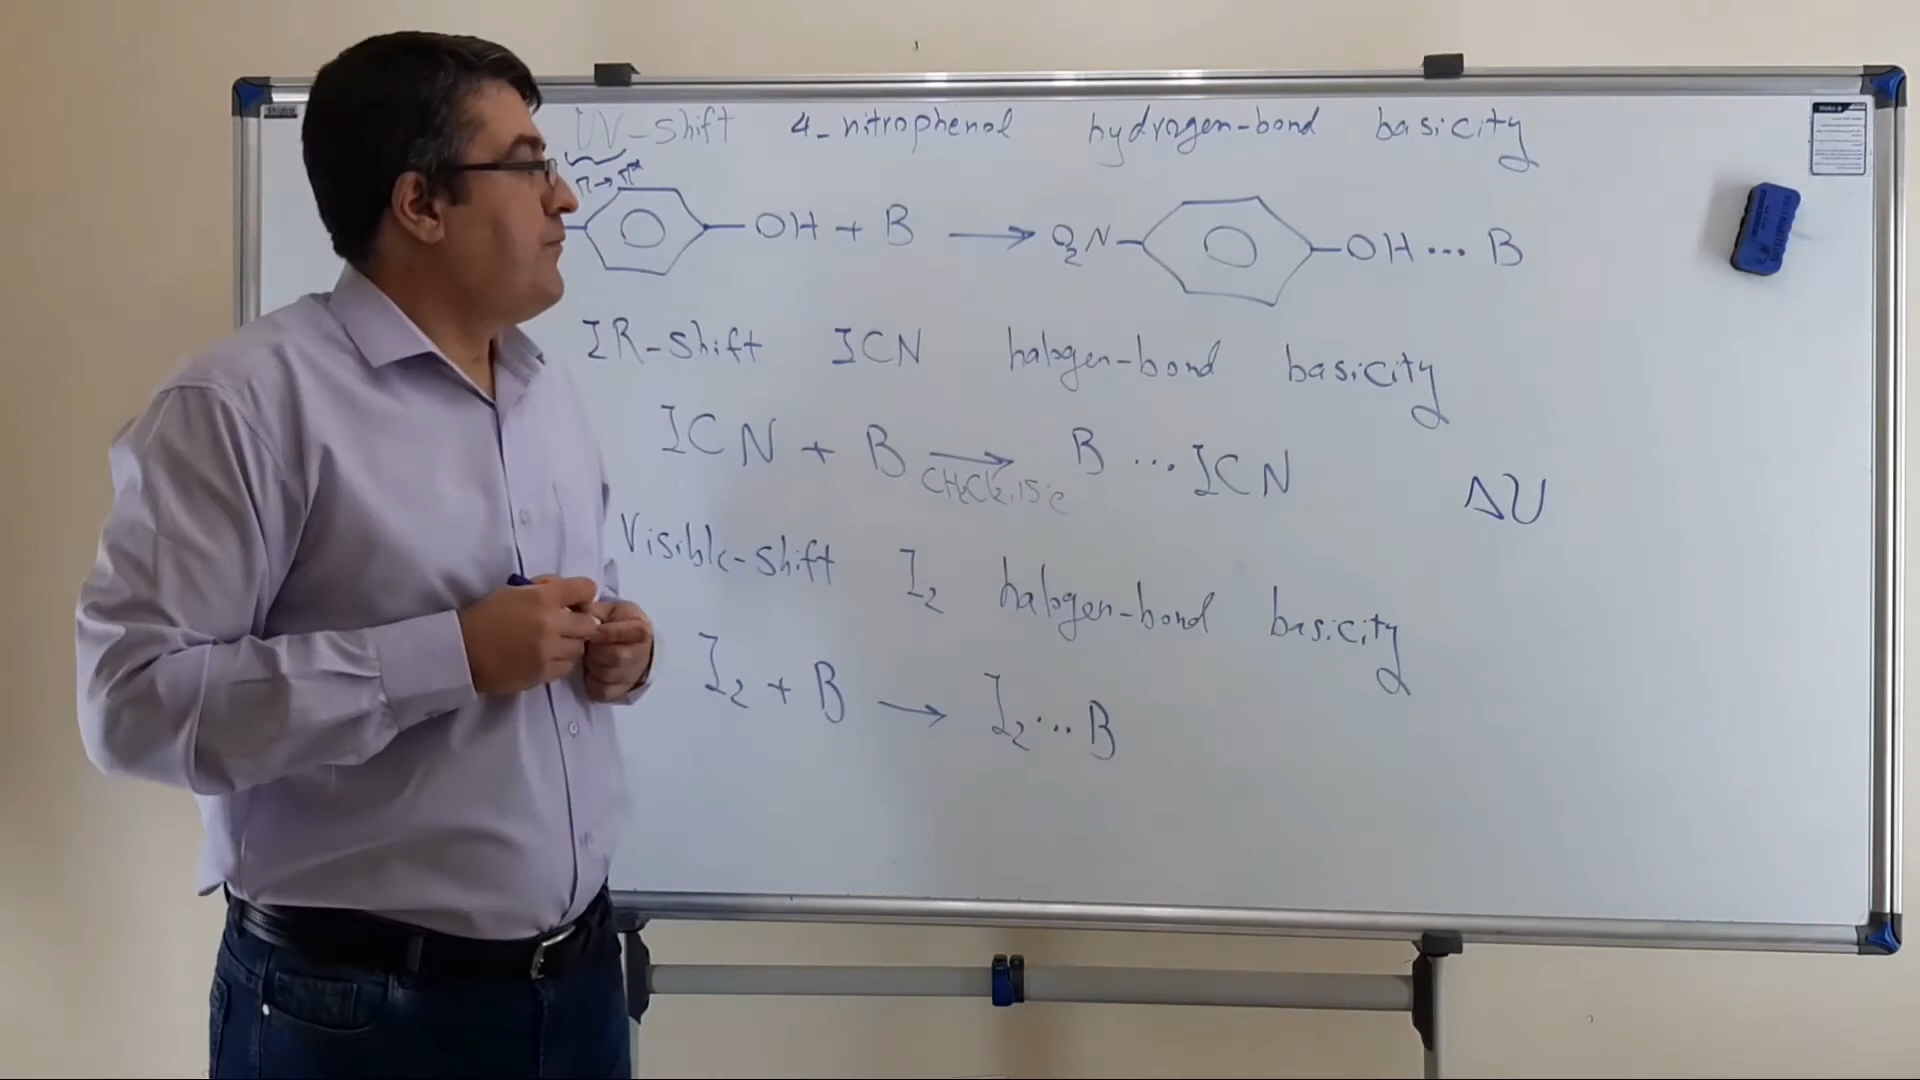 UV-shift 4-nitrophenol hydrogen-bond basicity
π→π*
OH + B → O2N OH ... B
IR-shift ICN halogen-bond basicity
ICN + B → B ... ICN
CH2Cl2, 15°C
ΔU
Visible-shift I2 halogen-bond basicity
I2 + B → I2 ... B